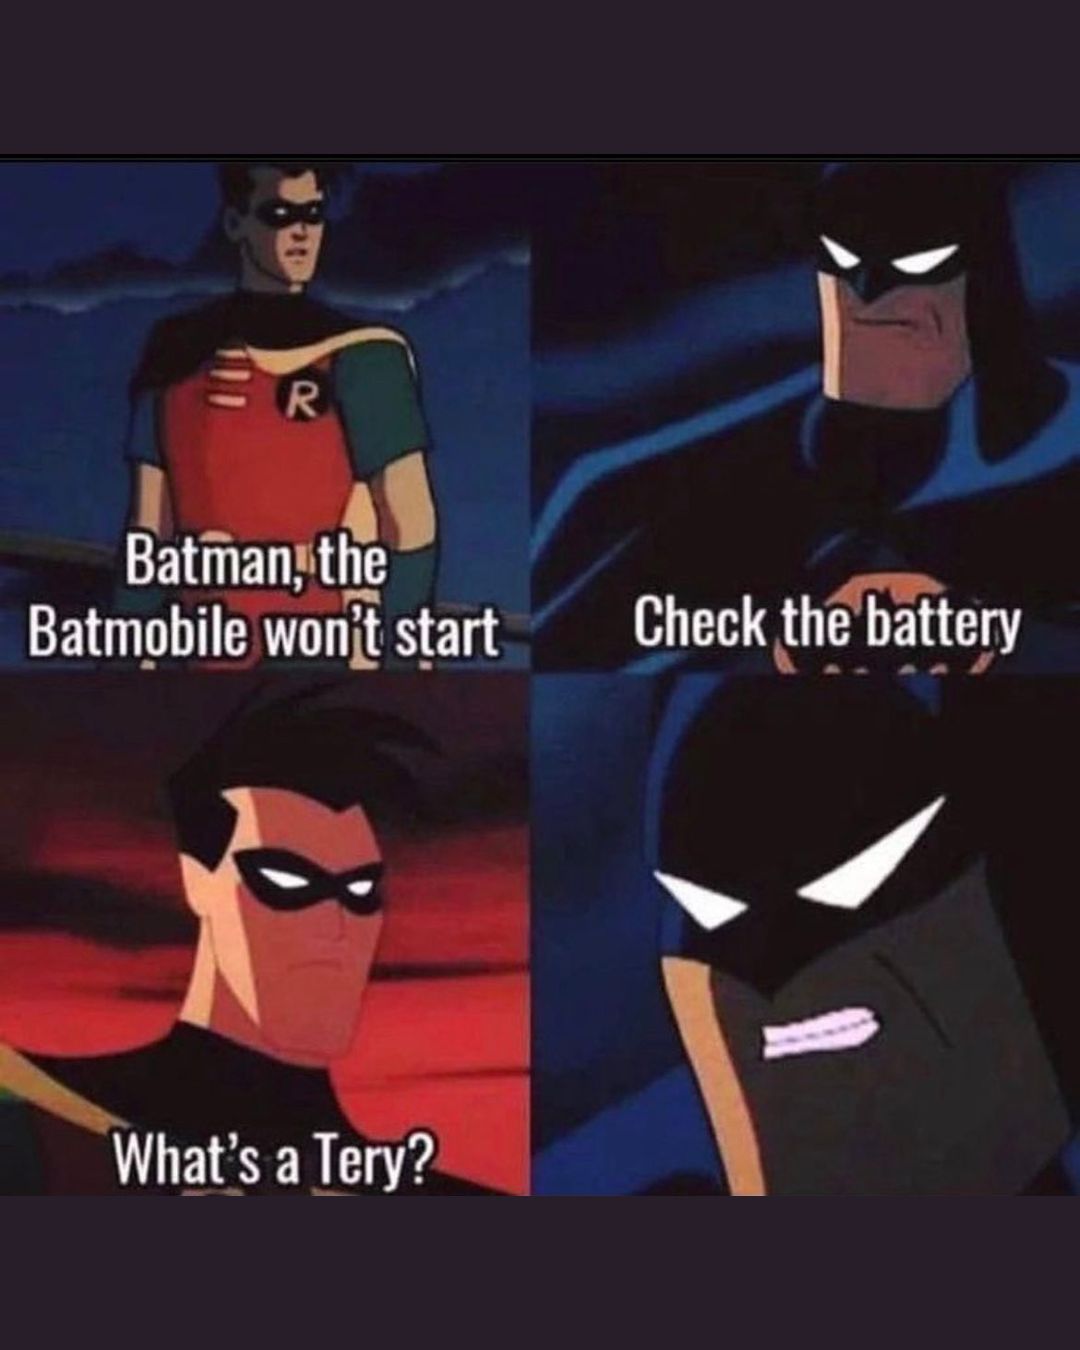 R
Batman, the
Batmobile won't start
Check the battery
What's a Tery?